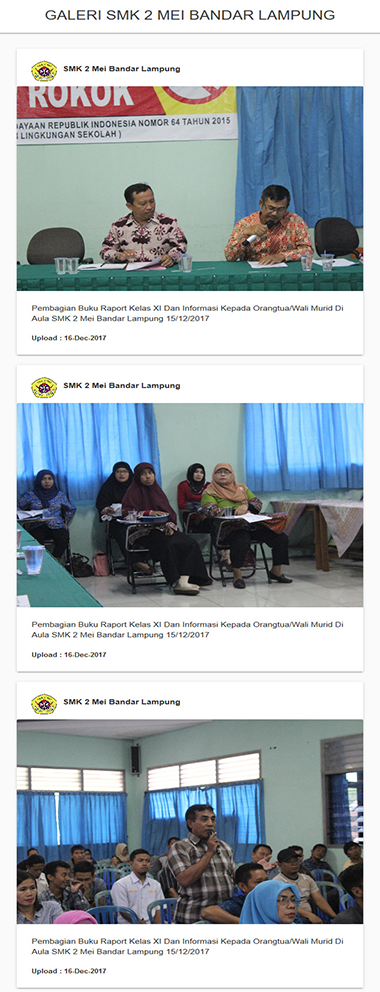 GALERI SMK 2 MEI BANDAR LAMPUNG
SMK 2 Mei Bandar Lampung
ROKOK
DAYAAN REPUBLIK INDONESIA NOMOR 64 TAHUN 2015
LINGKUNGAN SEKOLAH )
Pembagian Buku Raport Kelas XI Dan Informasi Kepada Orangtua/Wali Murid Di
Aula SMK 2 Mei Bandar Lampung 15/12/2017
Upload : 16-Dec-2017
SMK 2 Mei Bandar Lampung
Pembagian Buku Raport Kelas XI Dan Informasi Kepada Orangtua/Wali Murid Di
Aula SMK 2 Mei Bandar Lampung 15/12/2017
Upload : 16-Dec-2017
SMK 2 Mei Bandar Lampung
Pembagian Buku Raport Kelas XI Dan Informasi Kepada Orangtua/Wali Murid Di
Aula SMK 2 Mei Bandar Lampung 15/12/2017
Upload : 16-Dec-2017